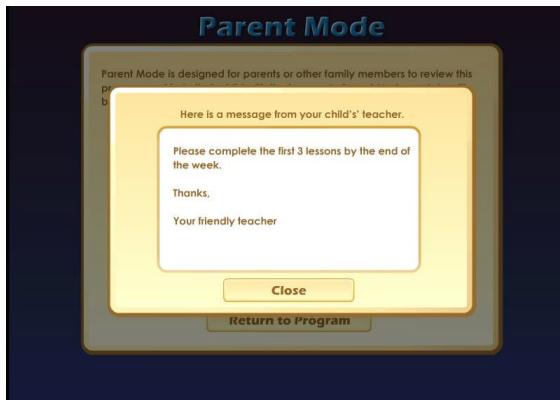 Parent Mode
Parent Mode is designed for parents or other family members to review this
Here is a message from your child's' teacher.
Please complete the first 3 lessons by the end of
the week.
Thanks,
Your friendly teacher
Close
Return to Program